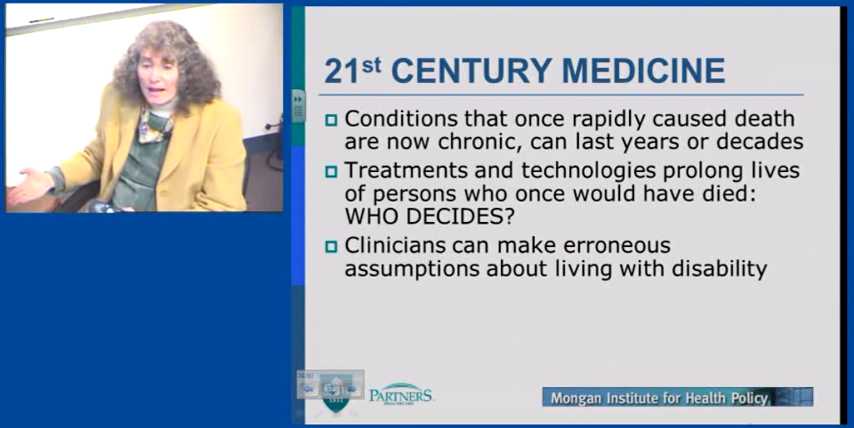 21st CENTURY MEDICINE
Conditions that once rapidly caused death
are now chronic, can last years or decades
Treatments and technologies prolong lives
of persons who once would have died:
WHO DECIDES?
Clinicians can make erroneous
assumptions about living with disability
PARTNERS
Mongan Institute for Health Policy